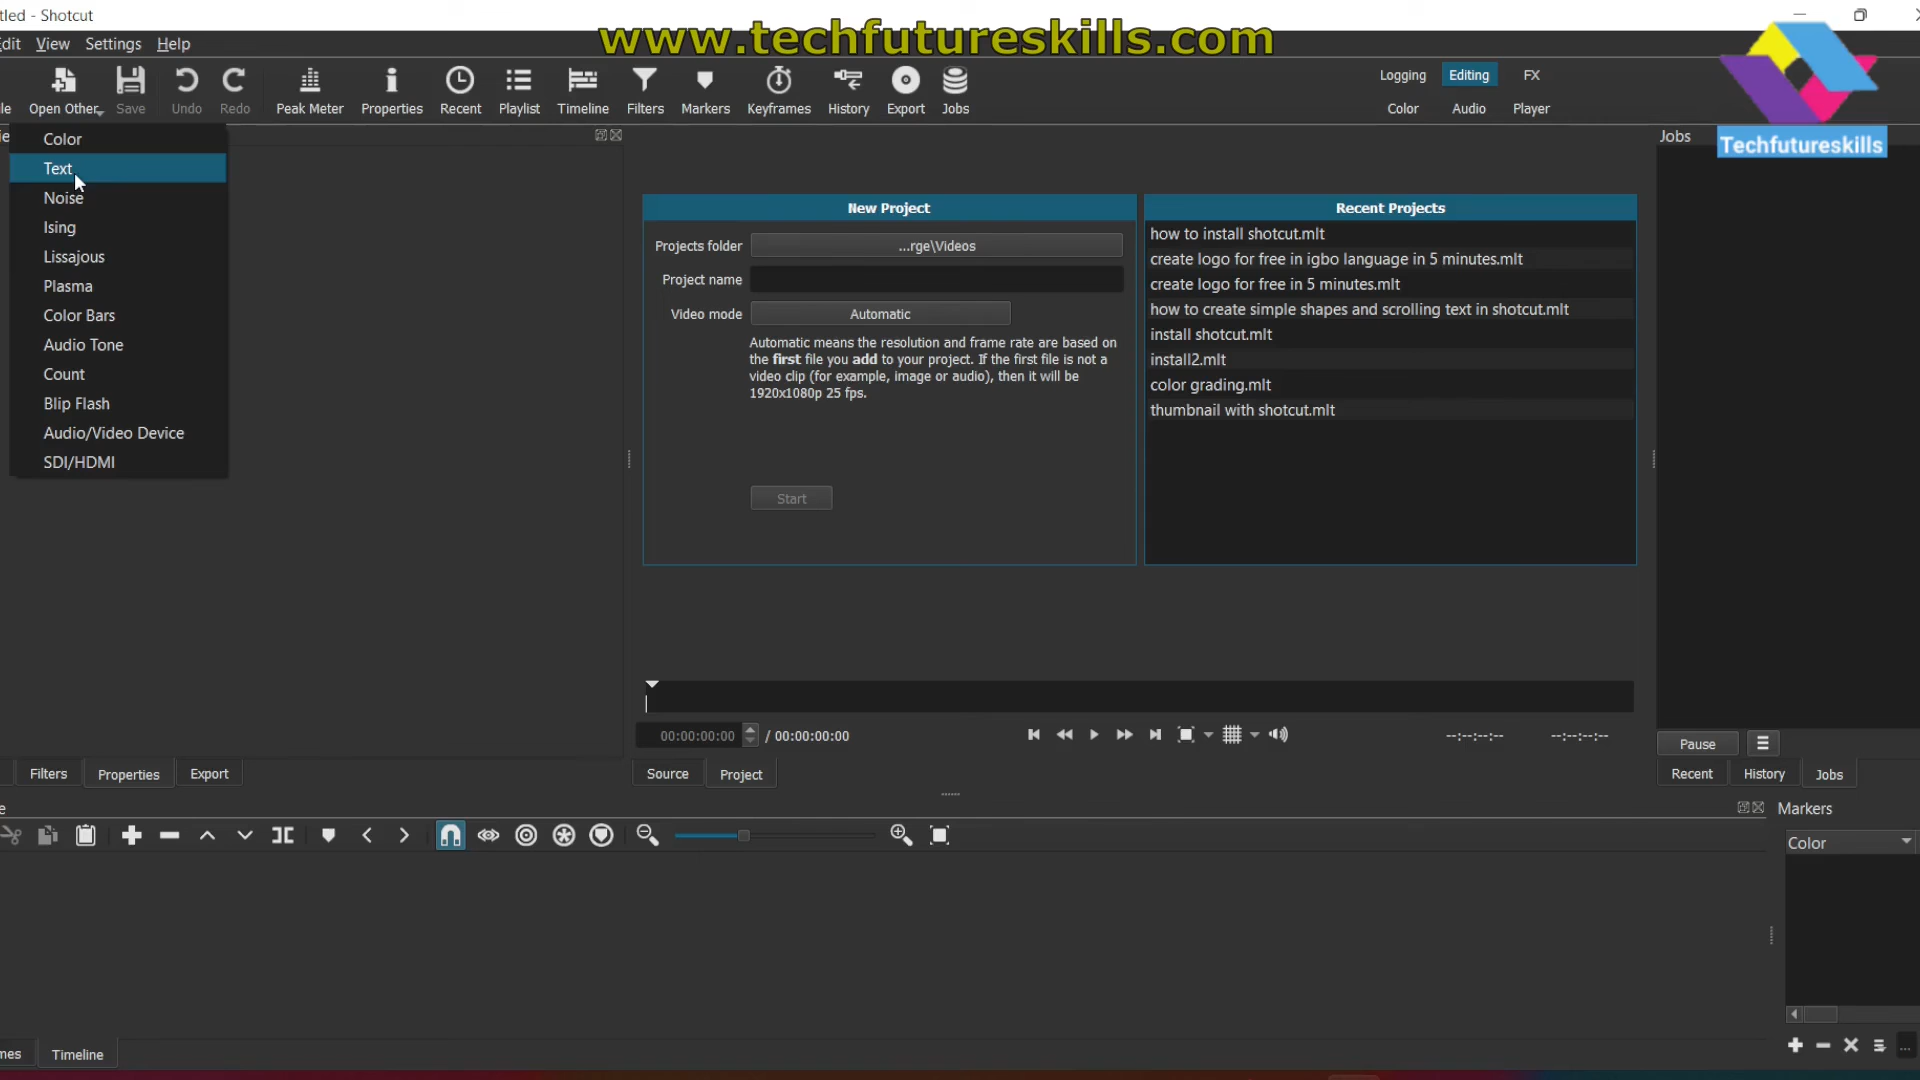 tled - Shotcut
www.techfutureskills.com
dit View Settings Help
le Open Other Save Undo Redo Peak Meter Properties Recent Playlist Timeline Filters Markers Keyframes History Export Jobs
Logging Editing FX
Color Audio Player
Techfutureskills
Jobs
Color
Text
Noise
Ising
Lissajous
Plasma
Color Bars
Audio Tone
Count
Blip Flash
Audio/Video Device
SDI/HDMI
New Project
Projects folder ...rge\Videos
Project name
Video mode Automatic
Automatic means the resolution and frame rate are based on
the first file you add to your project. If the first file is not a
video clip (for example, image or audio), then it will be
1920x1080p 25 fps.
Start
Recent Projects
how to install shotcut.mlt
create logo for free in igbo language in 5 minutes.mlt
create logo for free in 5 minutes.mlt
how to create simple shapes and scrolling text in shotcut.mlt
install shotcut.mlt
install2.mlt
color grading.mlt
thumbnail with shotcut.mlt
00:00:00:00 / 00:00:00:00
--:--:--:-- --:--:--:--
Pause
Filters Properties Export
Source Project
Recent History Jobs
e
Markers
Color
mes Timeline
...